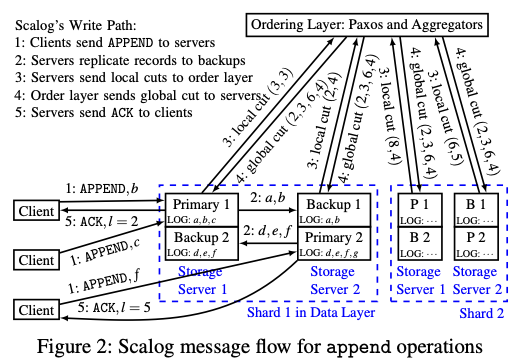 Ordering Layer: Paxos and Aggregators
Scalog's Write Path:
1: Clients send APPEND to servers
2: Servers replicate records to backups
3: Servers send local cuts to order layer
4: Order layer sends global cut to servers
5: Servers send ACK to clients
3: local cut (3,3)
4: global cut (2,3,6,4)
3: local cut (2,4)
4: global cut (2,3,6,4)
3: local cut (8,4)
4: global cut (2,3,6,4)
3: local cut (6,5)
4: global cut (2,3,6,4)
Client
1: APPEND,b
5: ACK,l=2
Client
1: APPEND,c
Client
1: APPEND,f
5: ACK,l=5
Primary 1
LOG: a,b,c
Backup 2
LOG: d,e,f
Storage
Server 1
2: a,b
2: d,e,f
Backup 1
LOG: a,b
Primary 2
LOG: d,e,f,g
Storage
Server 2
Shard 1 in Data Layer
P 1
LOG: ⋯
B 2
LOG: ⋯
Storage
Server 1
B 1
LOG: ⋯
P 2
LOG: ⋯
Storage
Server 2
Shard 2
Figure 2: Scalog message flow for append operations